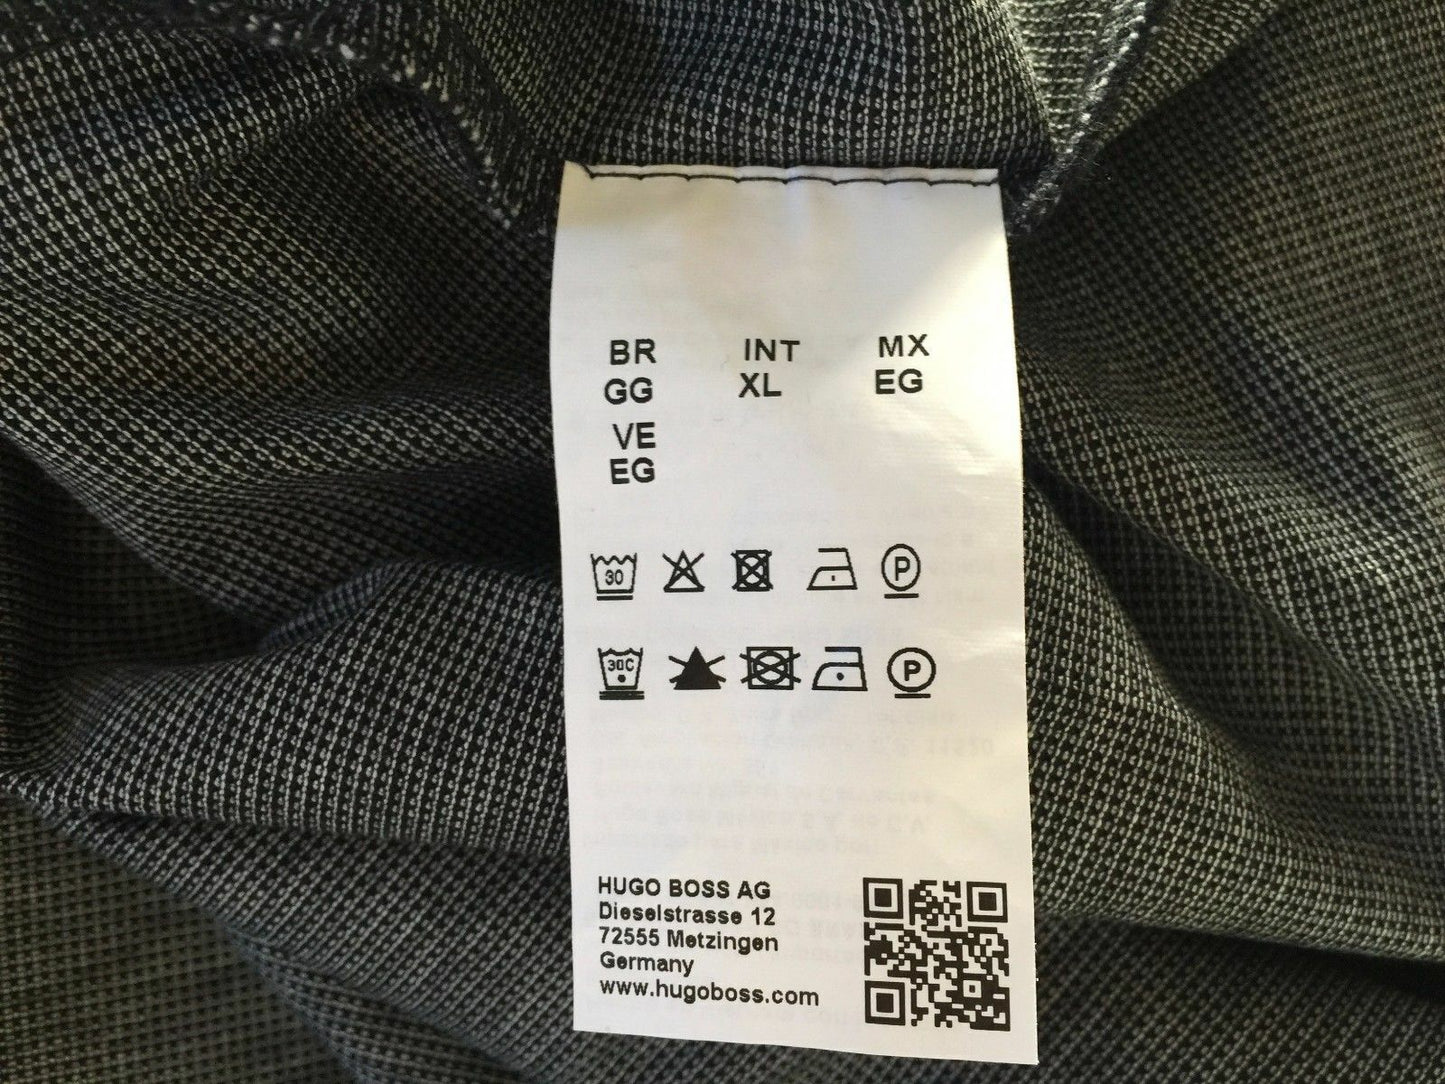 BR INT MX
GG XL EG
VE
EG
30 P
30C P
HUGO BOSS AG
Dieselstrasse 12
72555 Metzingen
Germany
www.hugoboss.com